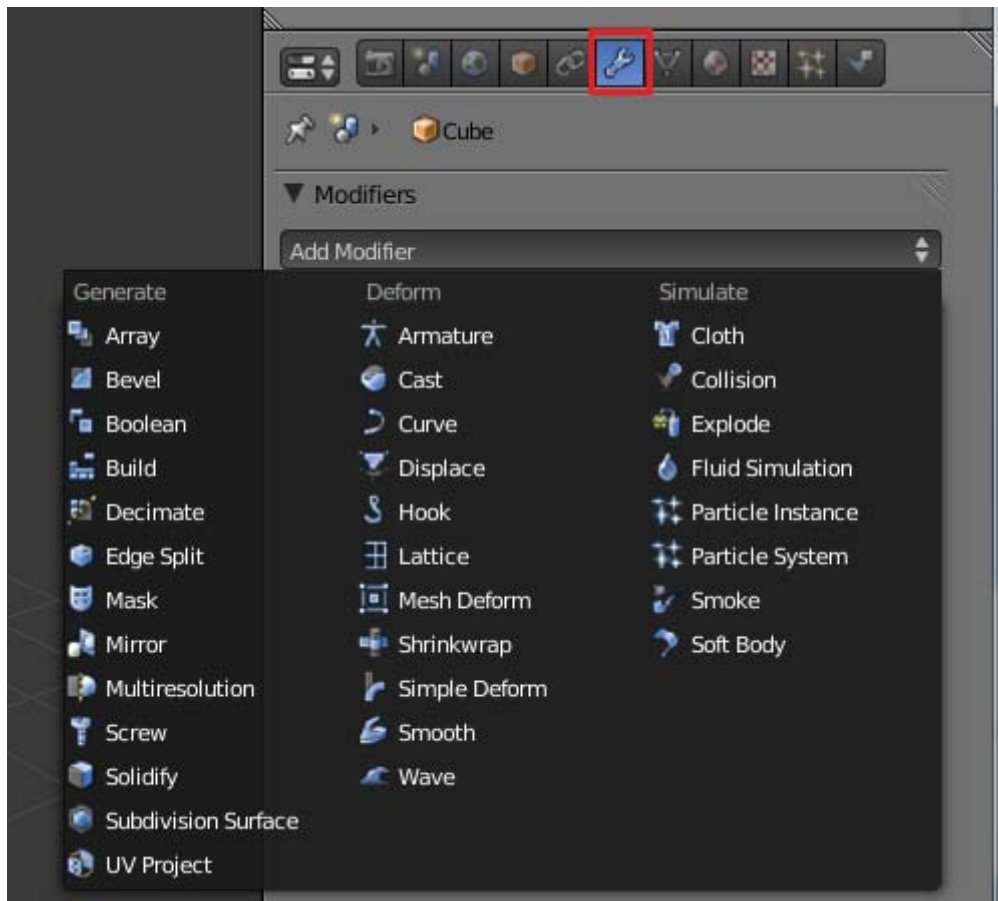 Cube
Modifiers
Add Modifier
Generate
Array
Bevel
Boolean
Build
Decimate
Edge Split
Mask
Mirror
Multiresolution
Screw
Solidify
Subdivision Surface
UV Project
Deform
Armature
Cast
Curve
Displace
Hook
Lattice
Mesh Deform
Shrinkwrap
Simple Deform
Smooth
Wave
Simulate
Cloth
Collision
Explode
Fluid Simulation
Particle Instance
Particle System
Smoke
Soft Body